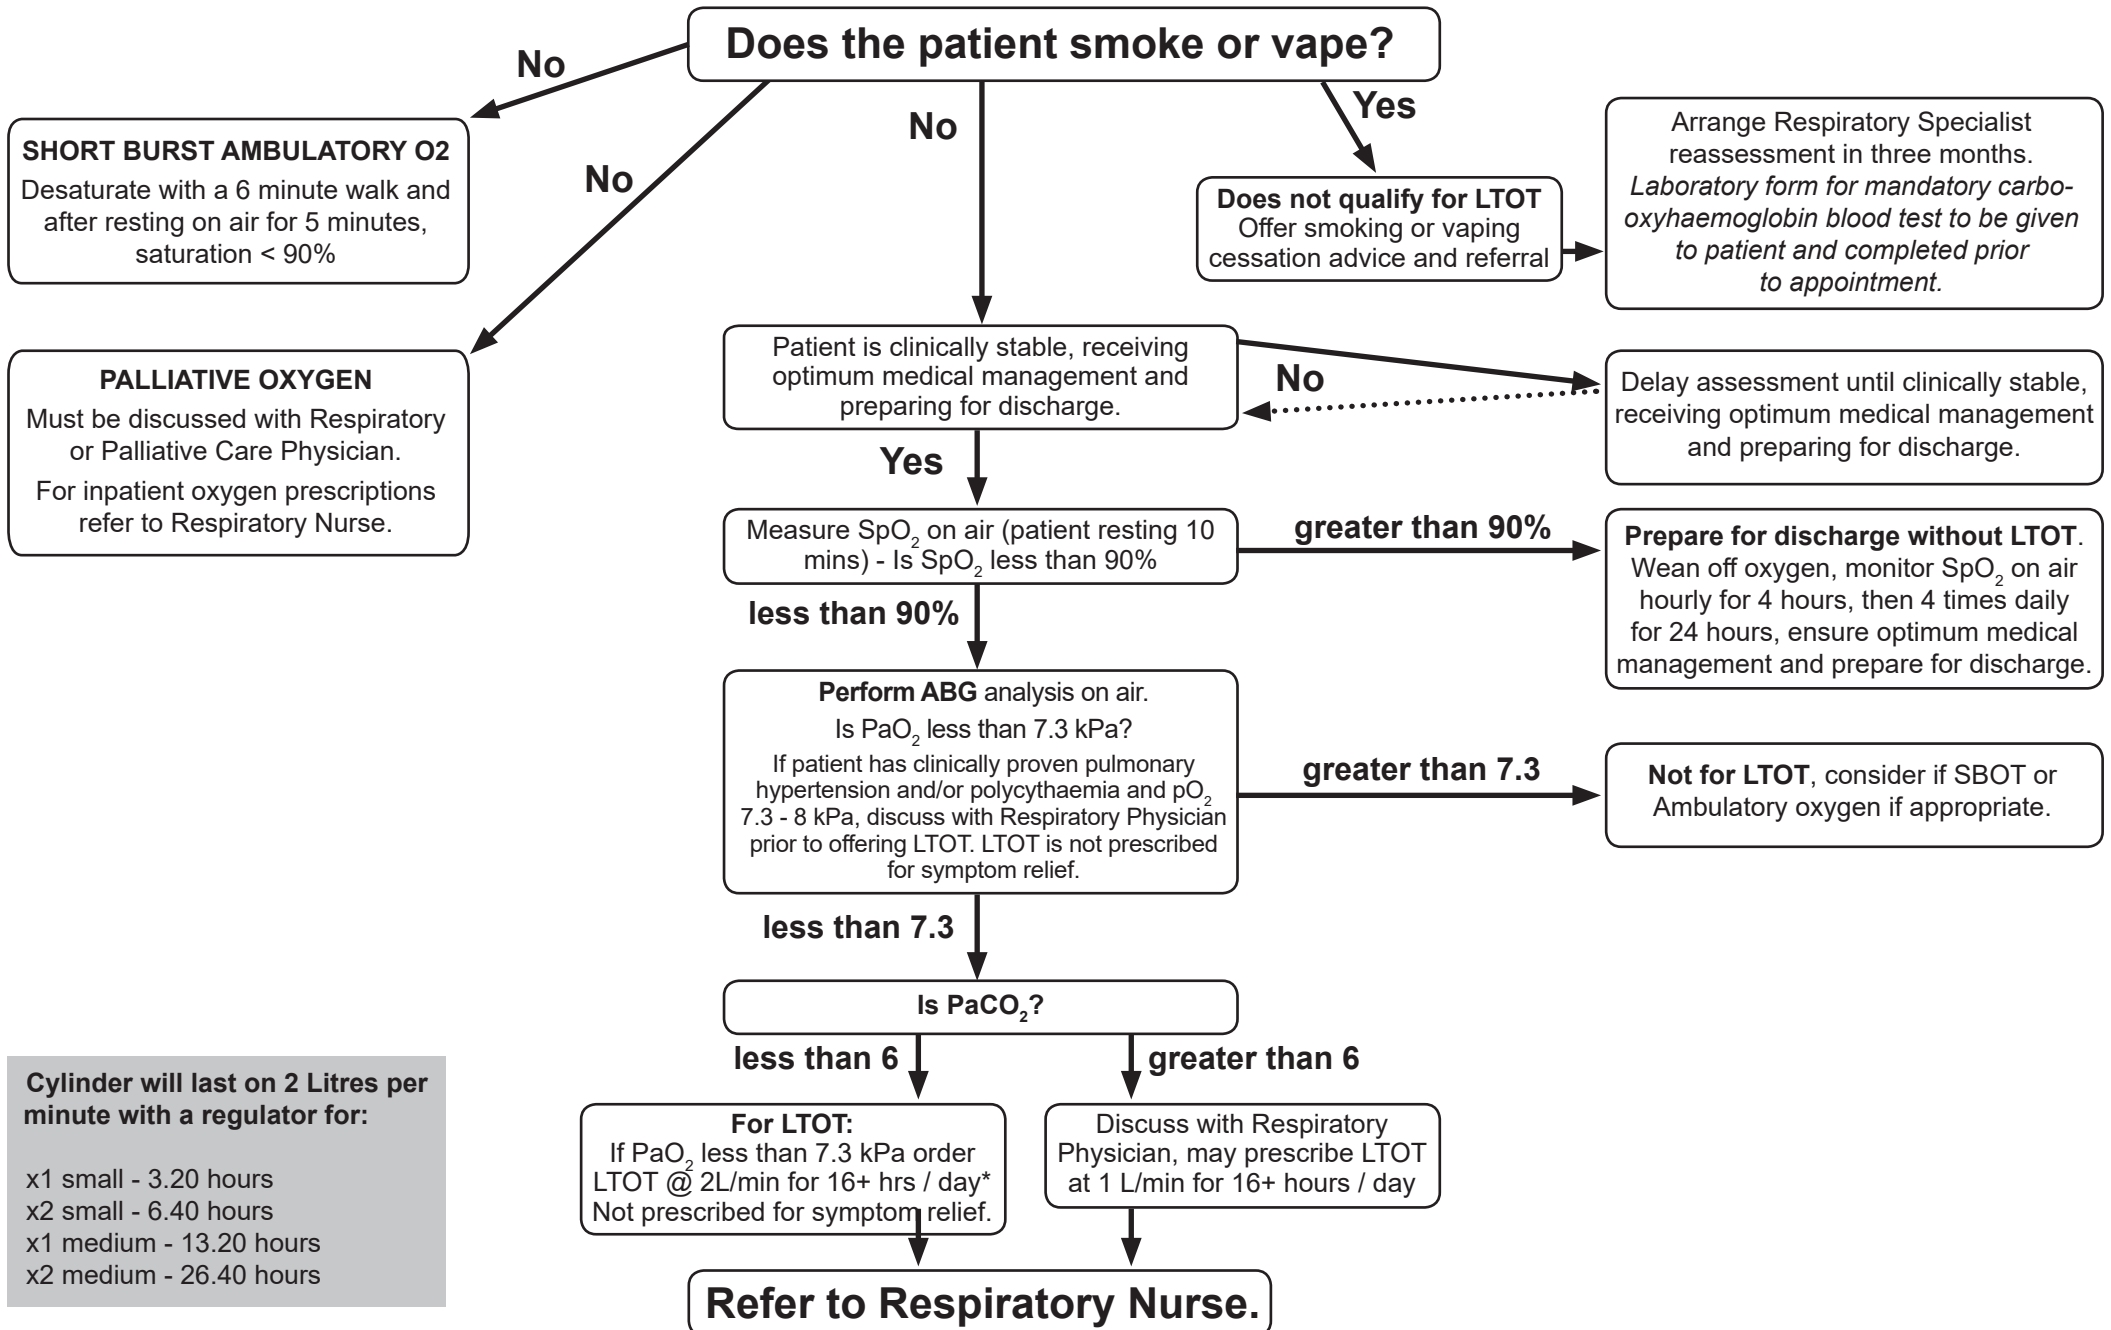 Does the patient smoke or vape?
No
No
No
Yes
SHORT BURST AMBULATORY O2
Desaturate with a 6 minute walk and
after resting on air for 5 minutes,
saturation < 90%
Does not qualify for LTOT
Offer smoking or vaping
cessation advice and referral
Arrange Respiratory Specialist
reassessment in three months.
Laboratory form for mandatory carbo-
oxyhaemoglobin blood test to be given
to patient and completed prior
to appointment.
PALLIATIVE OXYGEN
Must be discussed with Respiratory
or Palliative Care Physician.
For inpatient oxygen prescriptions
refer to Respiratory Nurse.
Patient is clinically stable, receiving
optimum medical management and
preparing for discharge.
No
Delay assessment until clinically stable,
receiving optimum medical management
and preparing for discharge.
Yes
Measure SpO₂ on air (patient resting 10
mins) - Is SpO₂ less than 90%
greater than 90%
Prepare for discharge without LTOT.
Wean off oxygen, monitor SpO₂ on air
hourly for 4 hours, then 4 times daily
for 24 hours, ensure optimum medical
management and prepare for discharge.
less than 90%
Perform ABG analysis on air.
Is PaO₂ less than 7.3 kPa?
If patient has clinically proven pulmonary
hypertension and/or polycythaemia and pO₂
7.3 - 8 kPa, discuss with Respiratory Physician
prior to offering LTOT. LTOT is not prescribed
for symptom relief.
greater than 7.3
Not for LTOT, consider if SBOT or
Ambulatory oxygen if appropriate.
less than 7.3
Is PaCO₂?
less than 6
greater than 6
For LTOT:
If PaO₂ less than 7.3 kPa order
LTOT @ 2L/min for 16+ hrs / day*
Not prescribed for symptom relief.
Discuss with Respiratory
Physician, may prescribe LTOT
at 1 L/min for 16+ hours / day
Refer to Respiratory Nurse.
Cylinder will last on 2 Litres per
minute with a regulator for:
x1 small - 3.20 hours
x2 small - 6.40 hours
x1 medium - 13.20 hours
x2 medium - 26.40 hours